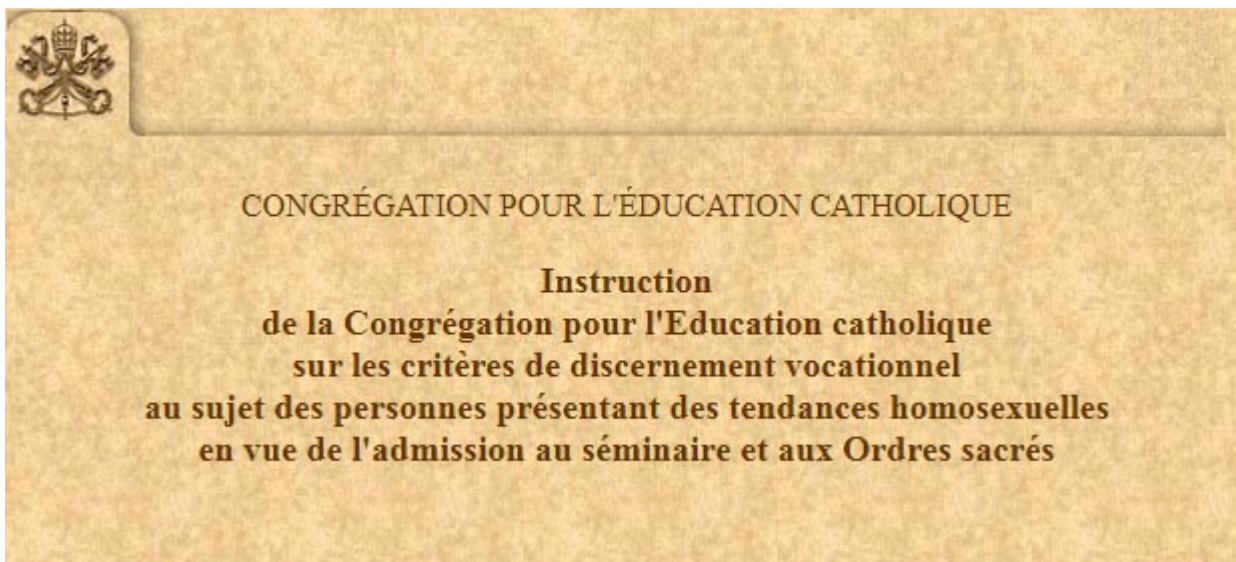 CONGRÉGATION POUR L'ÉDUCATION CATHOLIQUE
Instruction
de la Congrégation pour l'Education catholique
sur les critères de discernement vocationnel
au sujet des personnes présentant des tendances homosexuelles
en vue de l'admission au séminaire et aux Ordres sacrés